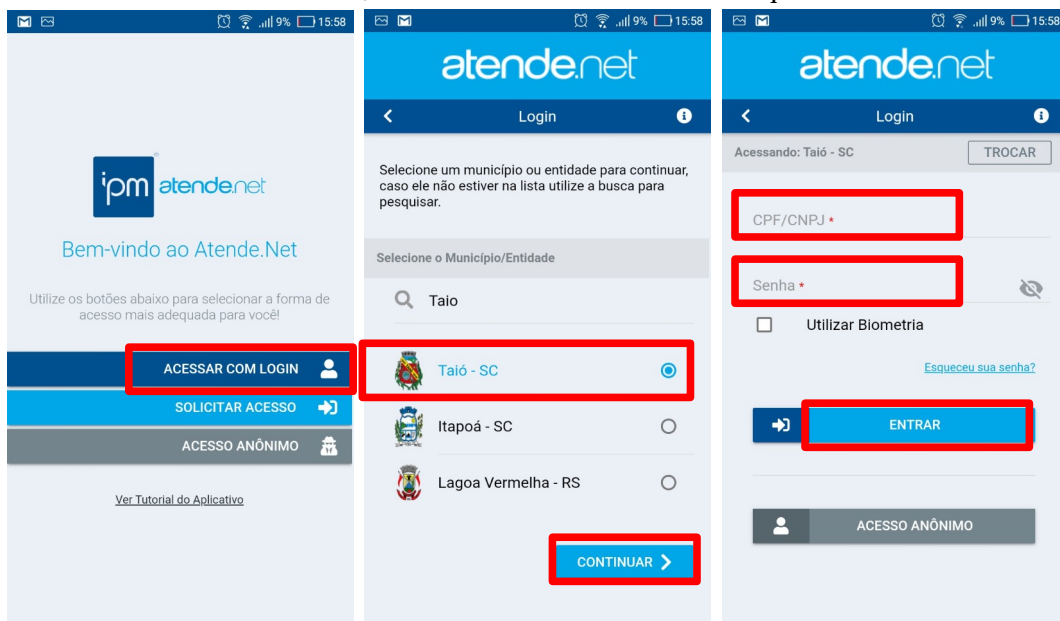 9% 15:58
ipm atende.net
Bem-vindo ao Atende.Net
Utilize os botões abaixo para selecionar a forma de
acesso mais adequada para você!
ACESSAR COM LOGIN
SOLICITAR ACESSO
ACESSO ANÔNIMO
Ver Tutorial do Aplicativo
9% 15:58
atende.net
Login
Selecione um município ou entidade para continuar,
caso ele não estiver na lista utilize a busca para
pesquisar.
Selecione o Município/Entidade
Taio
Taió - SC
Itapoá - SC
Lagoa Vermelha - RS
CONTINUAR
9% 15:58
atende.net
Login
Acessando: Taió - SC
TROCAR
CPF/CNPJ *
Senha *
Utilizar Biometria
Esqueceu sua senha?
ENTRAR
ACESSO ANÔNIMO